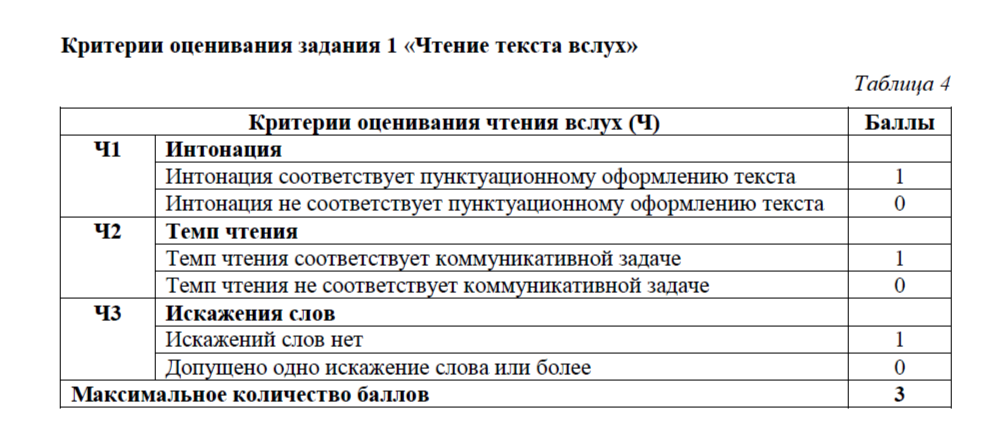 Критерии оценивания задания 1 «Чтение текста вслух»
Таблица 4
Критерии оценивания чтения вслух (Ч) Баллы
Ч1 Интонация
Интонация соответствует пунктуационному оформлению текста 1
Интонация не соответствует пунктуационному оформлению текста 0
Ч2 Темп чтения
Темп чтения соответствует коммуникативной задаче 1
Темп чтения не соответствует коммуникативной задаче 0
Ч3 Искажения слов
Искажений слов нет 1
Допущено одно искажение слова или более 0
Максимальное количество баллов 3